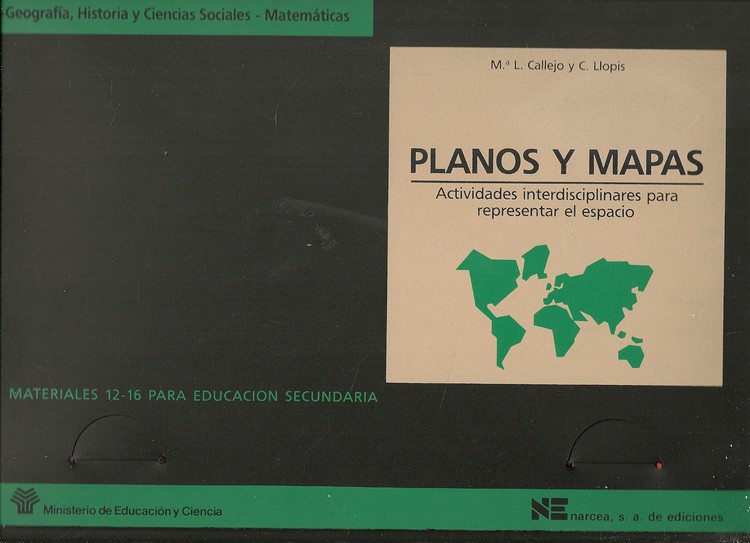 Geografía, Historia y Ciencias Sociales - Matemáticas
M.ª L. Callejo y C. Llopis
PLANOS Y MAPAS
Actividades interdisciplinares para
representar el espacio
MATERIALES 12-16 PARA EDUCACION SECUNDARIA
Ministerio de Educación y Ciencia
NE narcea, s. a. de ediciones